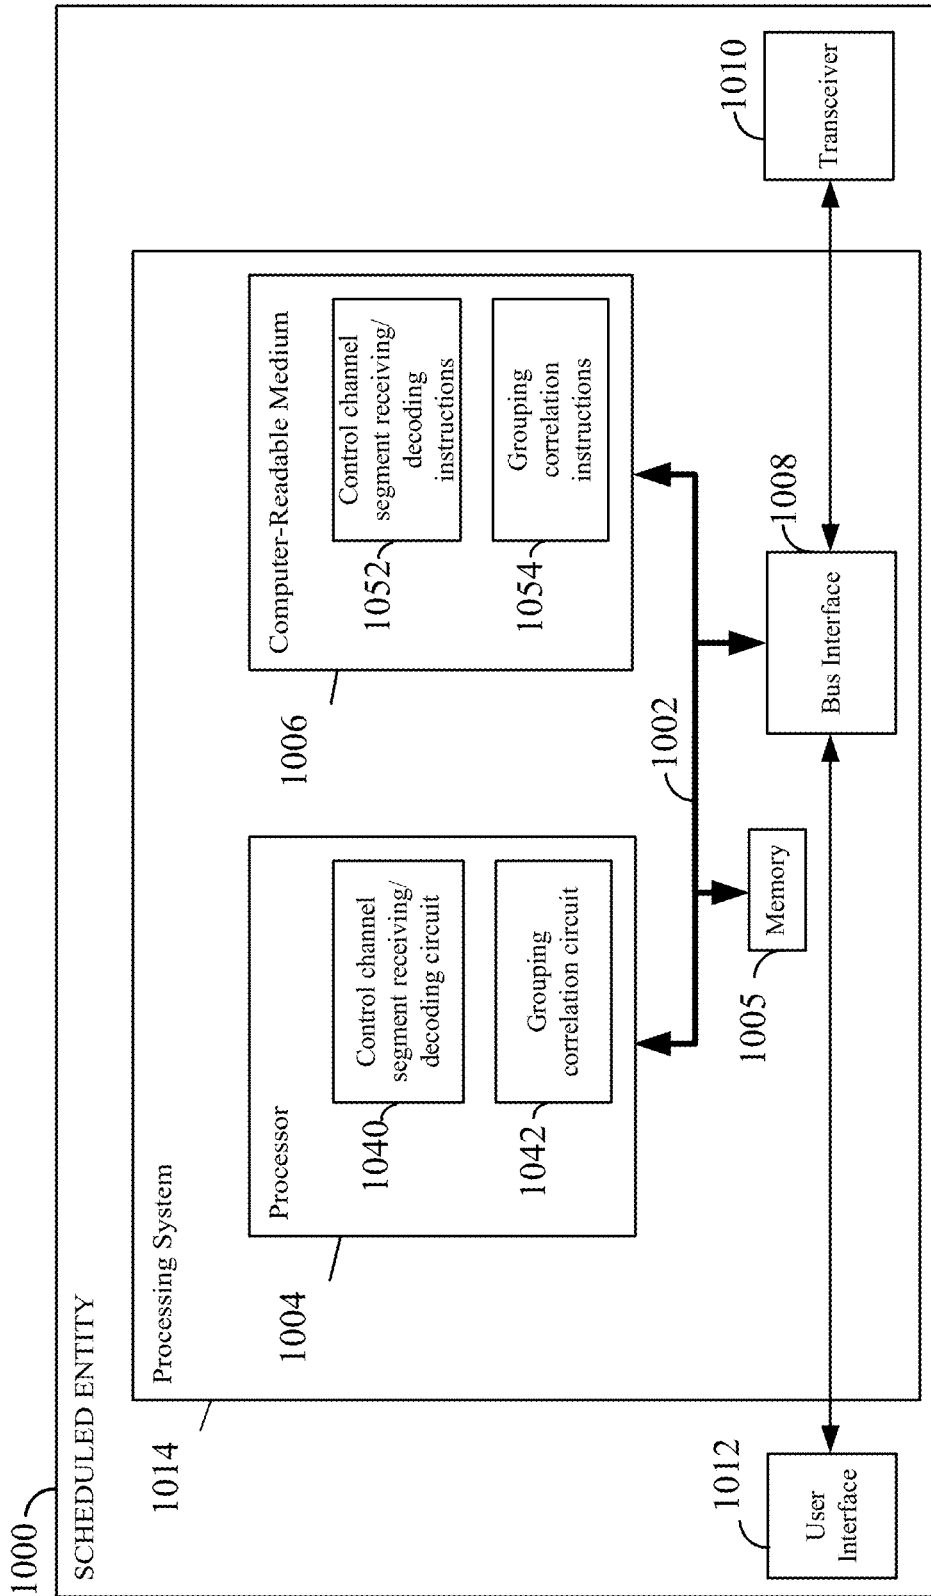 1000
SCHEDULED ENTITY
1014
Processing System
1004
Processor
1040
Control channel
segment receiving/
decoding circuit
1042
Grouping
correlation circuit
1006
Computer-Readable Medium
1052
Control channel
segment receiving/
decoding
instructions
1054
Grouping
correlation
instructions
1002
1005
Memory
1008
Bus Interface
1012
User
Interface
1010
Transceiver